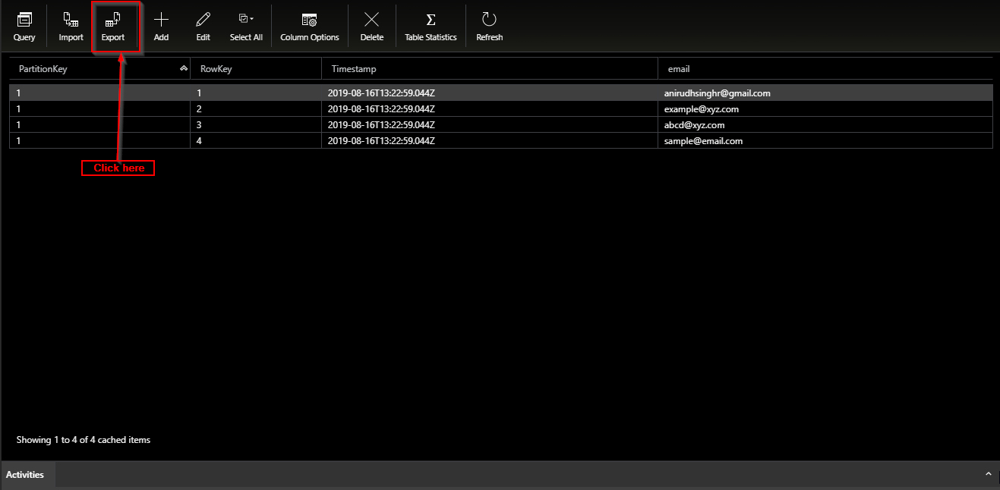 Query Import Export Add Edit Select All Column Options Delete Table Statistics Refresh
PartitionKey RowKey Timestamp email
1 1 2019-08-16T13:22:59.044Z anirudhsinghr@gmail.com
1 2 2019-08-16T13:22:59.044Z example@xyz.com
1 3 2019-08-16T13:22:59.044Z abcd@xyz.com
1 4 2019-08-16T13:22:59.044Z sample@email.com
Click here
Showing 1 to 4 of 4 cached items
Activities